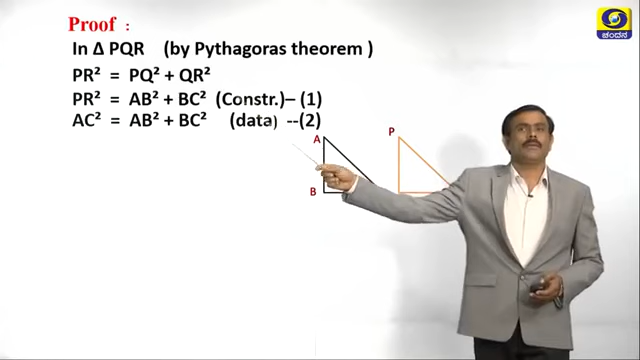 Proof :
In Δ PQR (by Pythagoras theorem )
PR² = PQ² + QR²
PR² = AB² + BC² (Constr.)– (1)
AC² = AB² + BC² (data) --(2)
A
P
B
ಚಂದನ